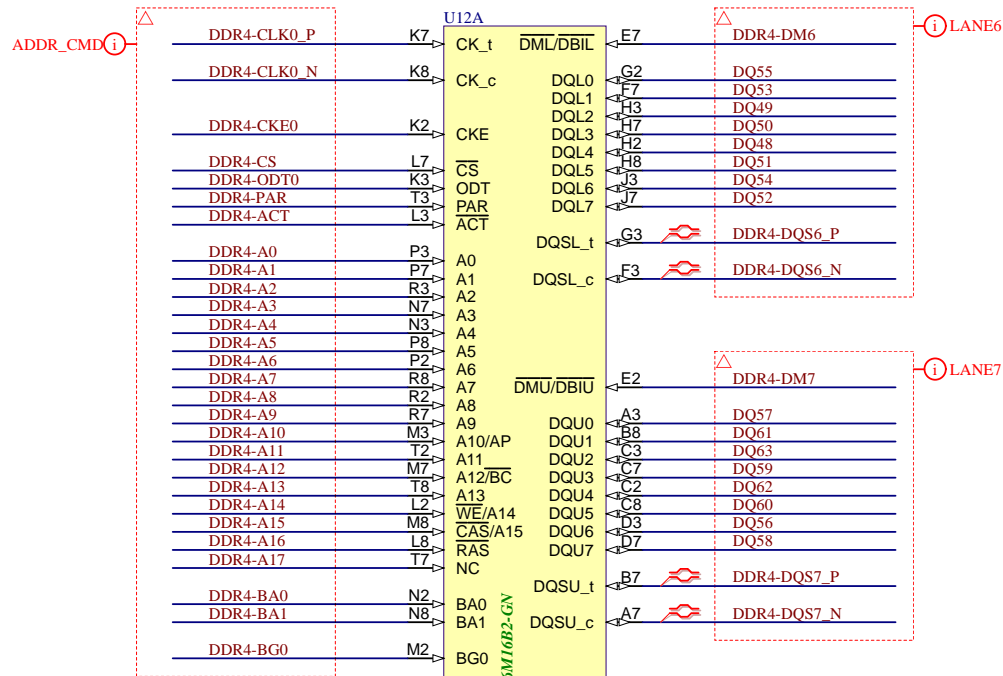 U12A
ADDR_CMD i
i LANE6
DDR4-CLK0_P K7 CK_t
DDR4-CLK0_N K8 CK_c
DDR4-CKE0 K2 CKE
DDR4-CS L7 CS
DDR4-ODT0 K3 ODT
DDR4-PAR T3 PAR
DDR4-ACT L3 ACT
DDR4-A0 P3 A0
DDR4-A1 P7 A1
DDR4-A2 R3 A2
DDR4-A3 N7 A3
DDR4-A4 N3 A4
DDR4-A5 P8 A5
DDR4-A6 P2 A6
DDR4-A7 R8 A7
DDR4-A8 R2 A8
DDR4-A9 R7 A9
DDR4-A10 M3 A10/AP
DDR4-A11 T2 A11
DDR4-A12 M7 A12/BC
DDR4-A13 T8 A13
DDR4-A14 L2 WE/A14
DDR4-A15 M8 CAS/A15
DDR4-A16 L8 RAS
DDR4-A17 T7 NC
DDR4-BA0 N2 BA0
DDR4-BA1 N8 BA1
DDR4-BG0 M2 BG0
DML/DBIL E7 DDR4-DM6
DQL0 G2 DQ55
DQL1 F7 DQ53
DQL2 H3 DQ49
DQL3 H7 DQ50
DQL4 H2 DQ48
DQL5 H8 DQ51
DQL6 J3 DQ54
DQL7 J7 DQ52
DQSL_t G3 DDR4-DQS6_P
DQSL_c F3 DDR4-DQS6_N
i LANE7
DMU/DBIU E2 DDR4-DM7
DQU0 A3 DQ57
DQU1 B8 DQ61
DQU2 C3 DQ63
DQU3 C7 DQ59
DQU4 C2 DQ62
DQU5 C8 DQ60
DQU6 D3 DQ56
DQU7 D7 DQ58
DQSU_t B7 DDR4-DQS7_P
DQSU_c A7 DDR4-DQS7_N